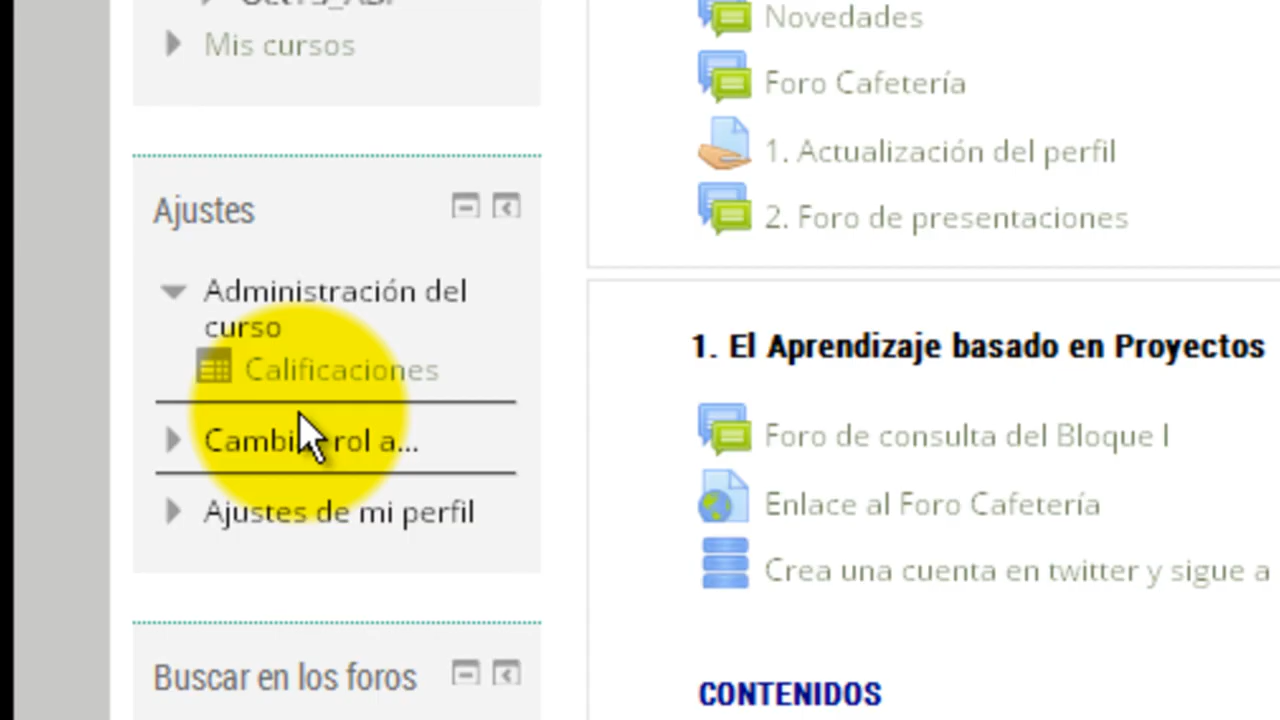 Mis cursos
Ajustes
Administración del
curso
Calificaciones
Cambiar rol a...
Ajustes de mi perfil
Buscar en los foros
Novedades
Foro Cafetería
1. Actualización del perfil
2. Foro de presentaciones
1. El Aprendizaje basado en Proyectos
Foro de consulta del Bloque I
Enlace al Foro Cafetería
Crea una cuenta en twitter y sigue a
CONTENIDOS